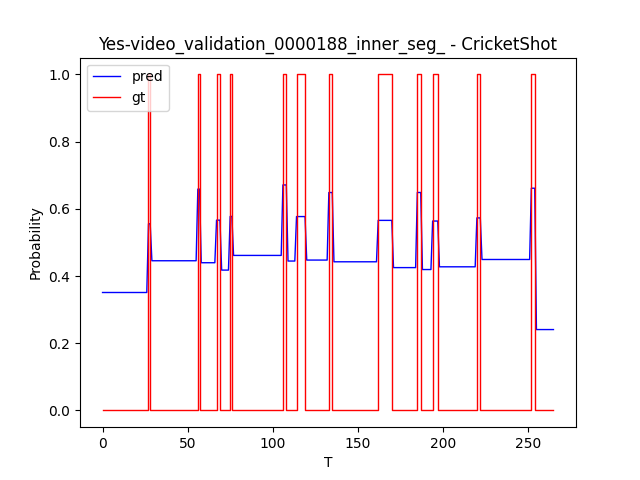 Yes-video_validation_0000188_inner_seg_ - CricketShot
pred
gt
1.0
0.8
0.6
0.4
0.2
0.0
Probability
0
50
100
150
200
250
T